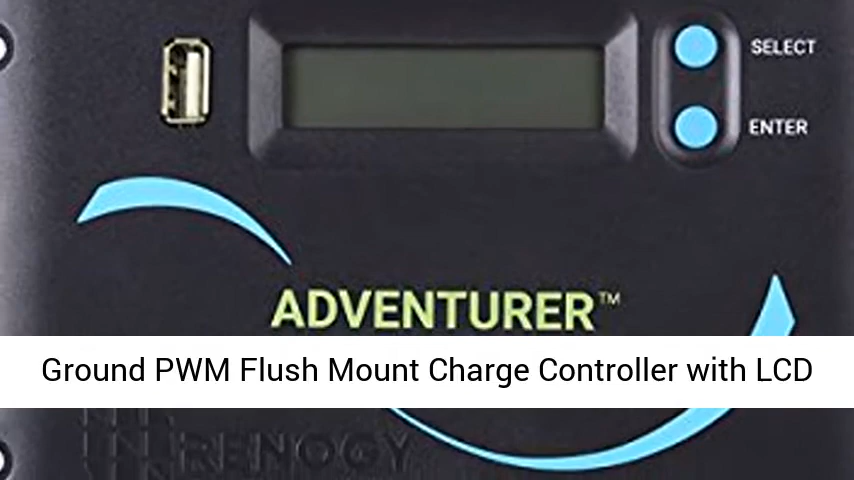 SELECT
ENTER
ADVENTURER™
Ground PWM Flush Mount Charge Controller with LCD
RENOGY